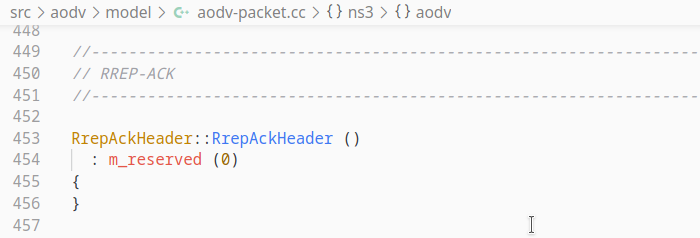 src > aodv > model > aodv-packet.cc > {} ns3 > {} aodv
448
449 //------------------------------------------------------------------
450 // RREP-ACK
451 //------------------------------------------------------------------
452
453 RrepAckHeader::RrepAckHeader ()
454   : m_reserved (0)
455 {
456 }
457